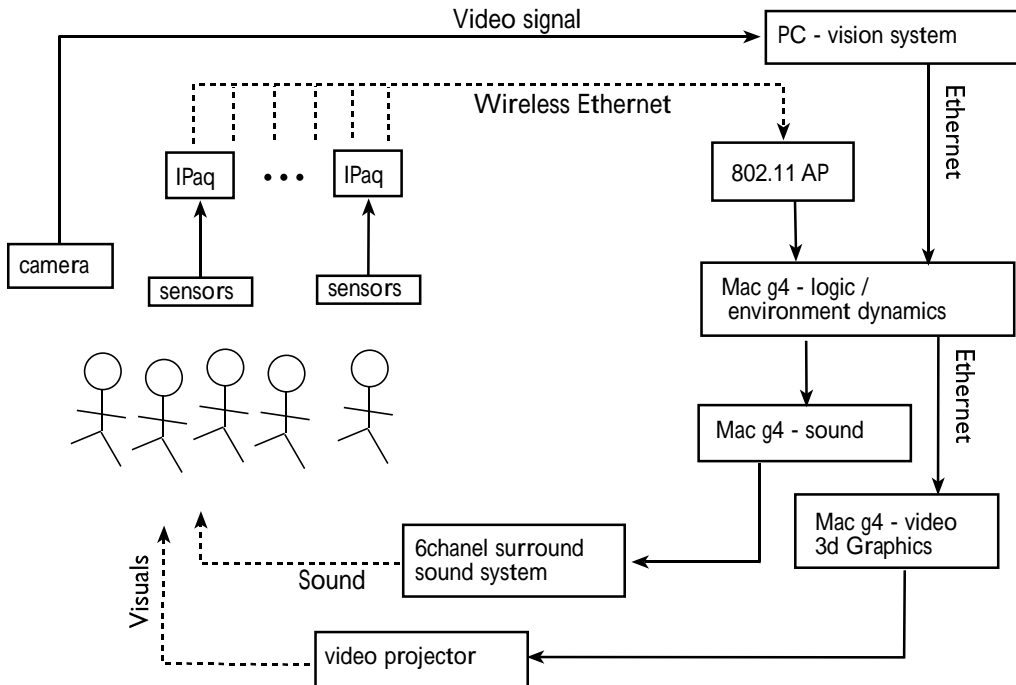 Video signal
PC - vision system
Wireless Ethernet
Ethernet
IPaq
IPaq
802.11 AP
camera
sensors
sensors
Mac g4 - logic /
environment dynamics
Ethernet
Mac g4 - sound
Mac g4 - video
3d Graphics
6chanel surround
sound system
Sound
Visuals
video projector